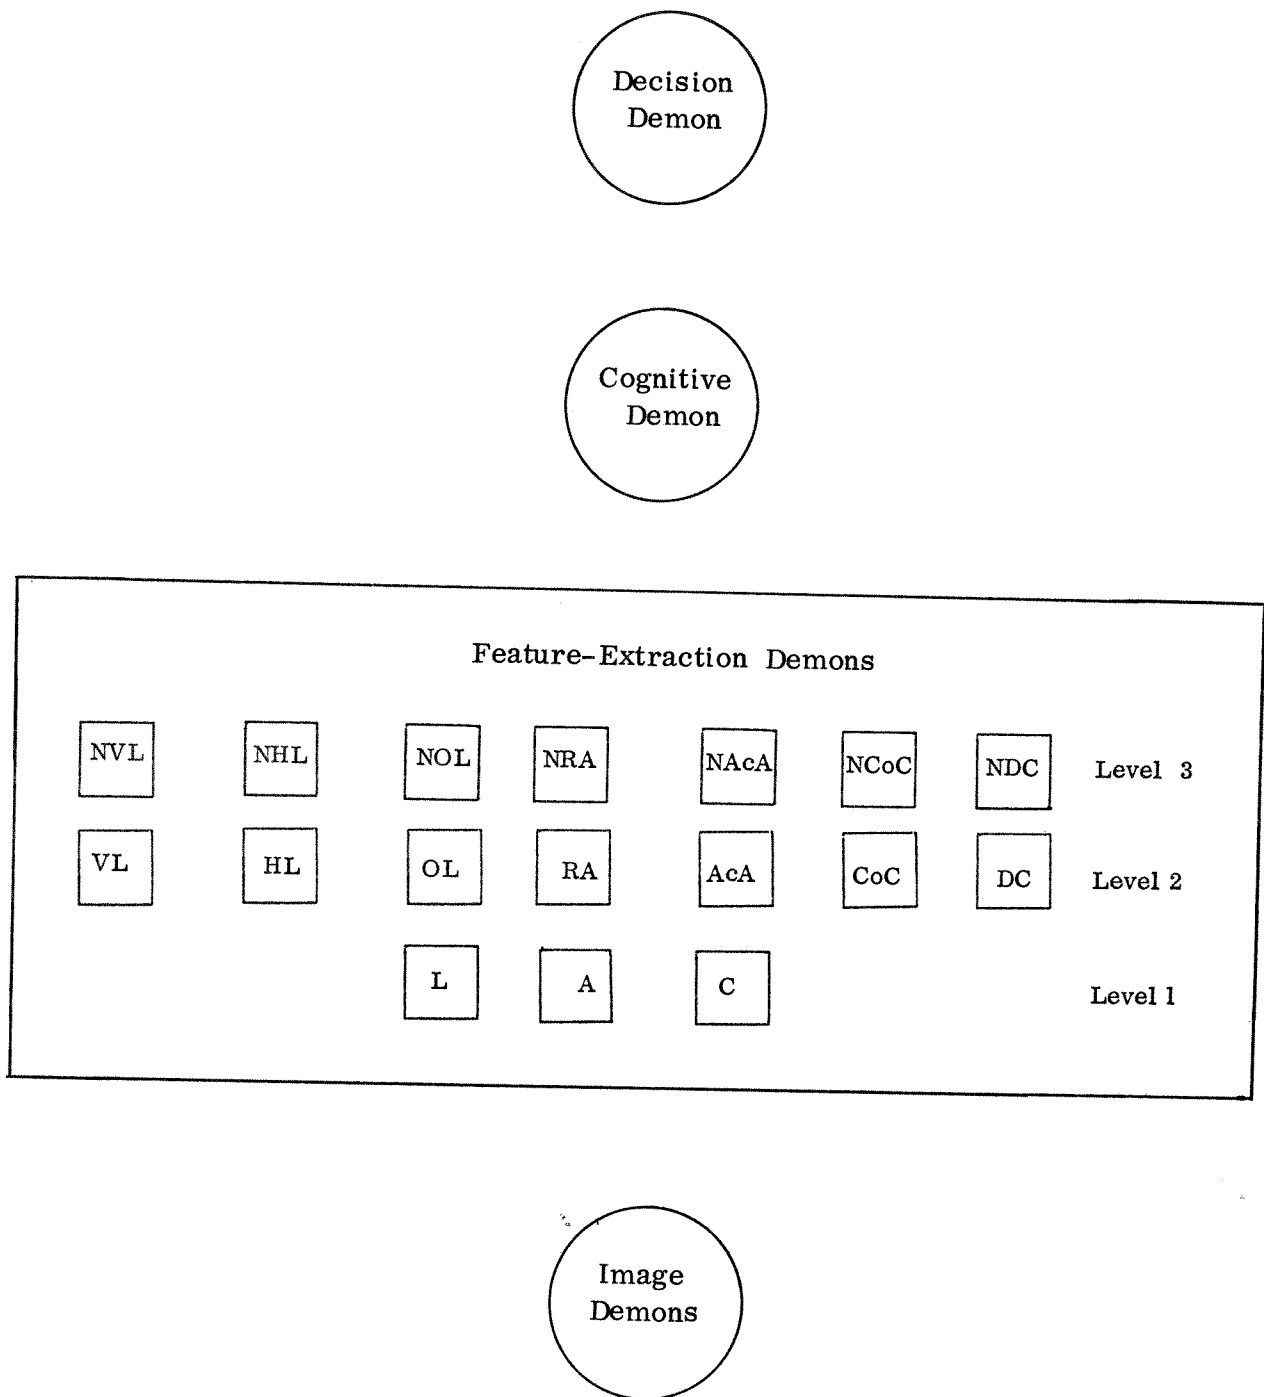 Decision
Demon
Cognitive
Demon
Feature-Extraction Demons
NVL NHL NOL NRA NAcA NCoC NDC Level 3
VL HL OL RA AcA CoC DC Level 2
L A C Level 1
Image
Demons